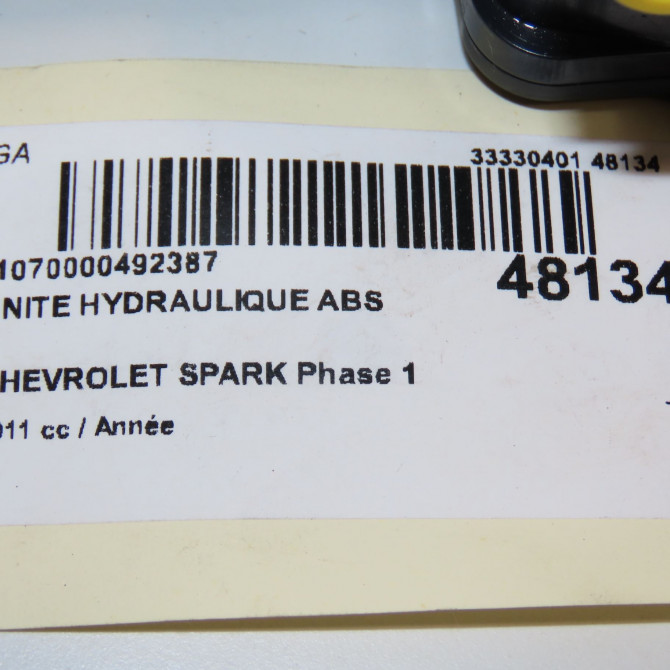 GA
33330401 48134
1070000492387
48134
NITE HYDRAULIQUE ABS
HEVROLET SPARK Phase 1
011 cc / Année